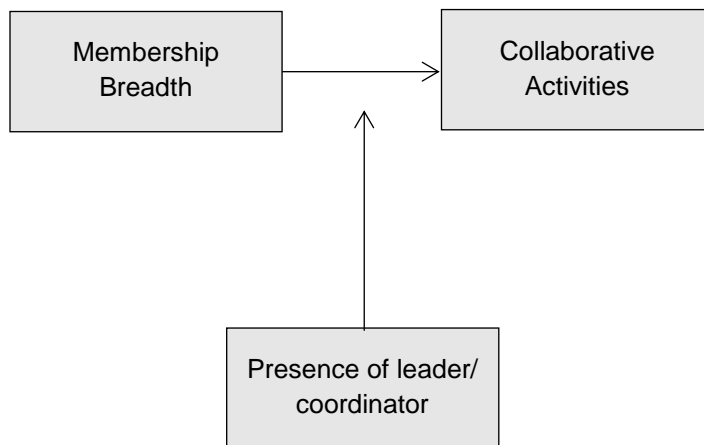 Membership
Breadth
Collaborative
Activities
Presence of leader/
coordinator